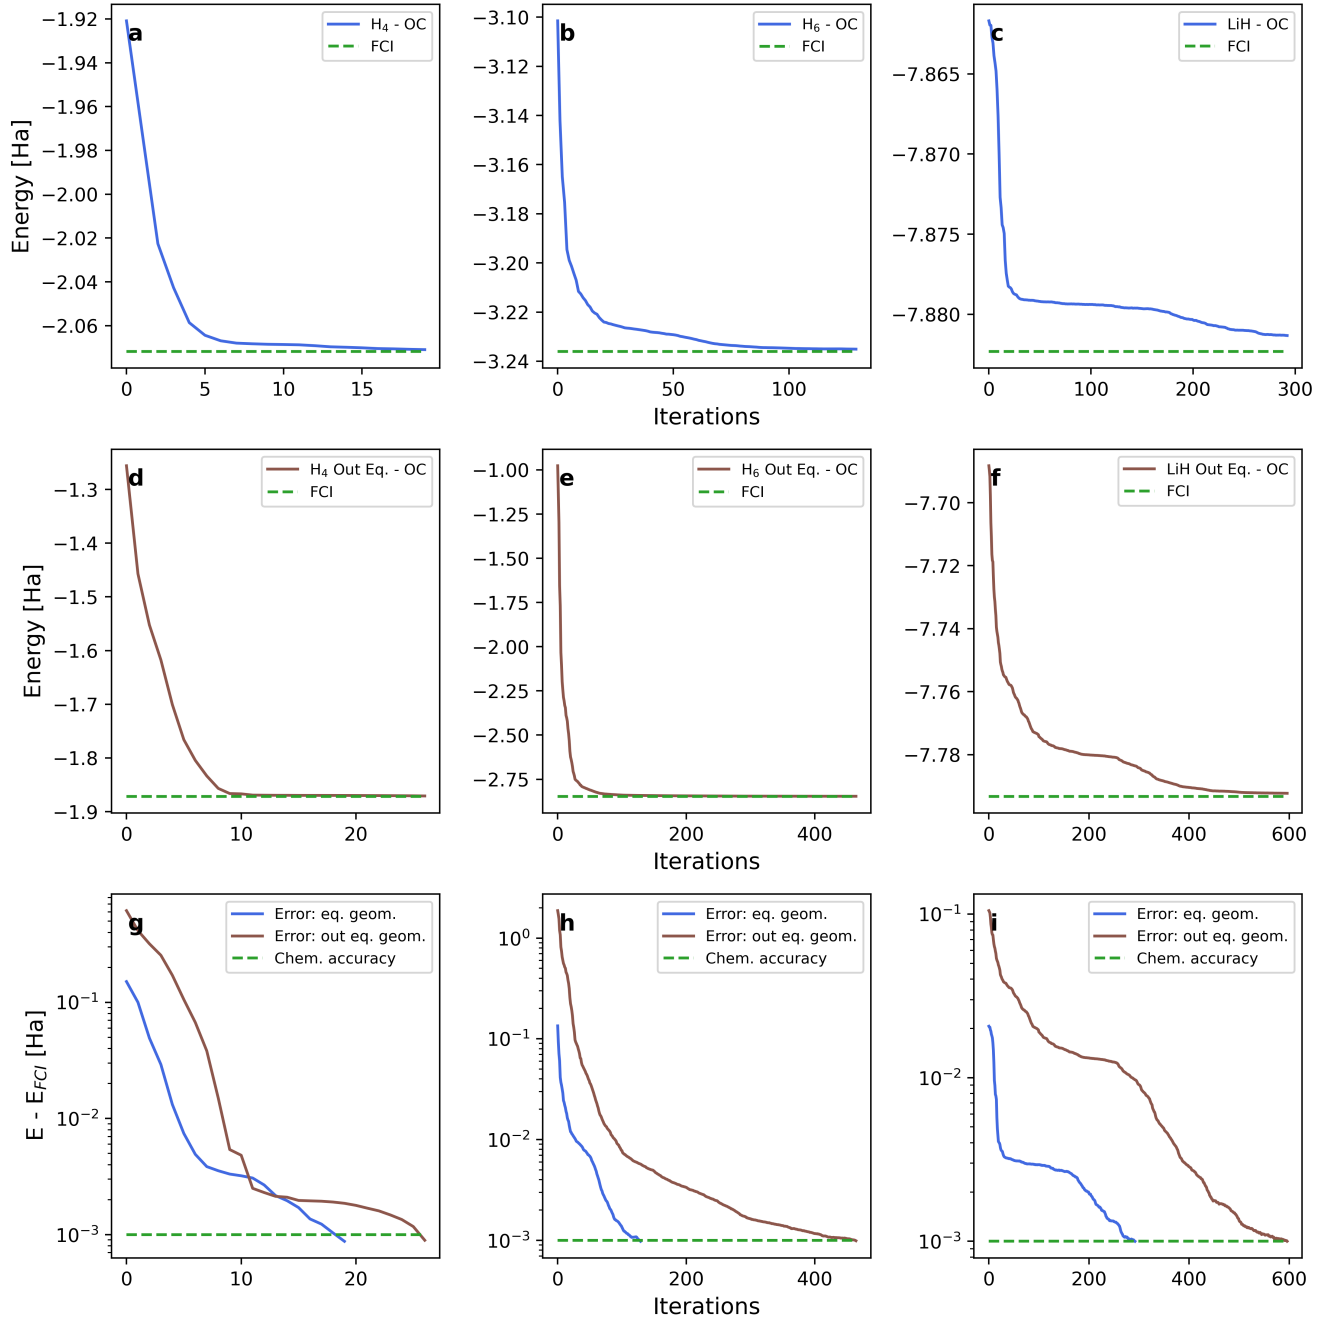 a
H₄ - OC
FCI
−1.92
−1.94
−1.96
−1.98
−2.00
−2.02
−2.04
−2.06
0 5 10 15
Energy [Ha]
b
H₆ - OC
FCI
−3.10
−3.12
−3.14
−3.16
−3.18
−3.20
−3.22
−3.24
0 50 100
Iterations
c
LiH - OC
FCI
−7.865
−7.870
−7.875
−7.880
0 100 200 300
d
H₄ Out Eq. - OC
FCI
−1.3
−1.4
−1.5
−1.6
−1.7
−1.8
−1.9
0 10 20
Energy [Ha]
e
H₆ Out Eq. - OC
FCI
−1.00
−1.25
−1.50
−1.75
−2.00
−2.25
−2.50
−2.75
0 200 400
Iterations
f
LiH Out Eq. - OC
FCI
−7.70
−7.72
−7.74
−7.76
−7.78
0 200 400 600
g
Error: eq. geom.
Error: out eq. geom.
Chem. accuracy
10⁻¹
10⁻²
10⁻³
0 10 20
E - E_FCI [Ha]
h
Error: eq. geom.
Error: out eq. geom.
Chem. accuracy
10⁰
10⁻¹
10⁻²
10⁻³
0 200 400
Iterations
i
Error: eq. geom.
Error: out eq. geom.
Chem. accuracy
10⁻¹
10⁻²
10⁻³
0 200 400 600